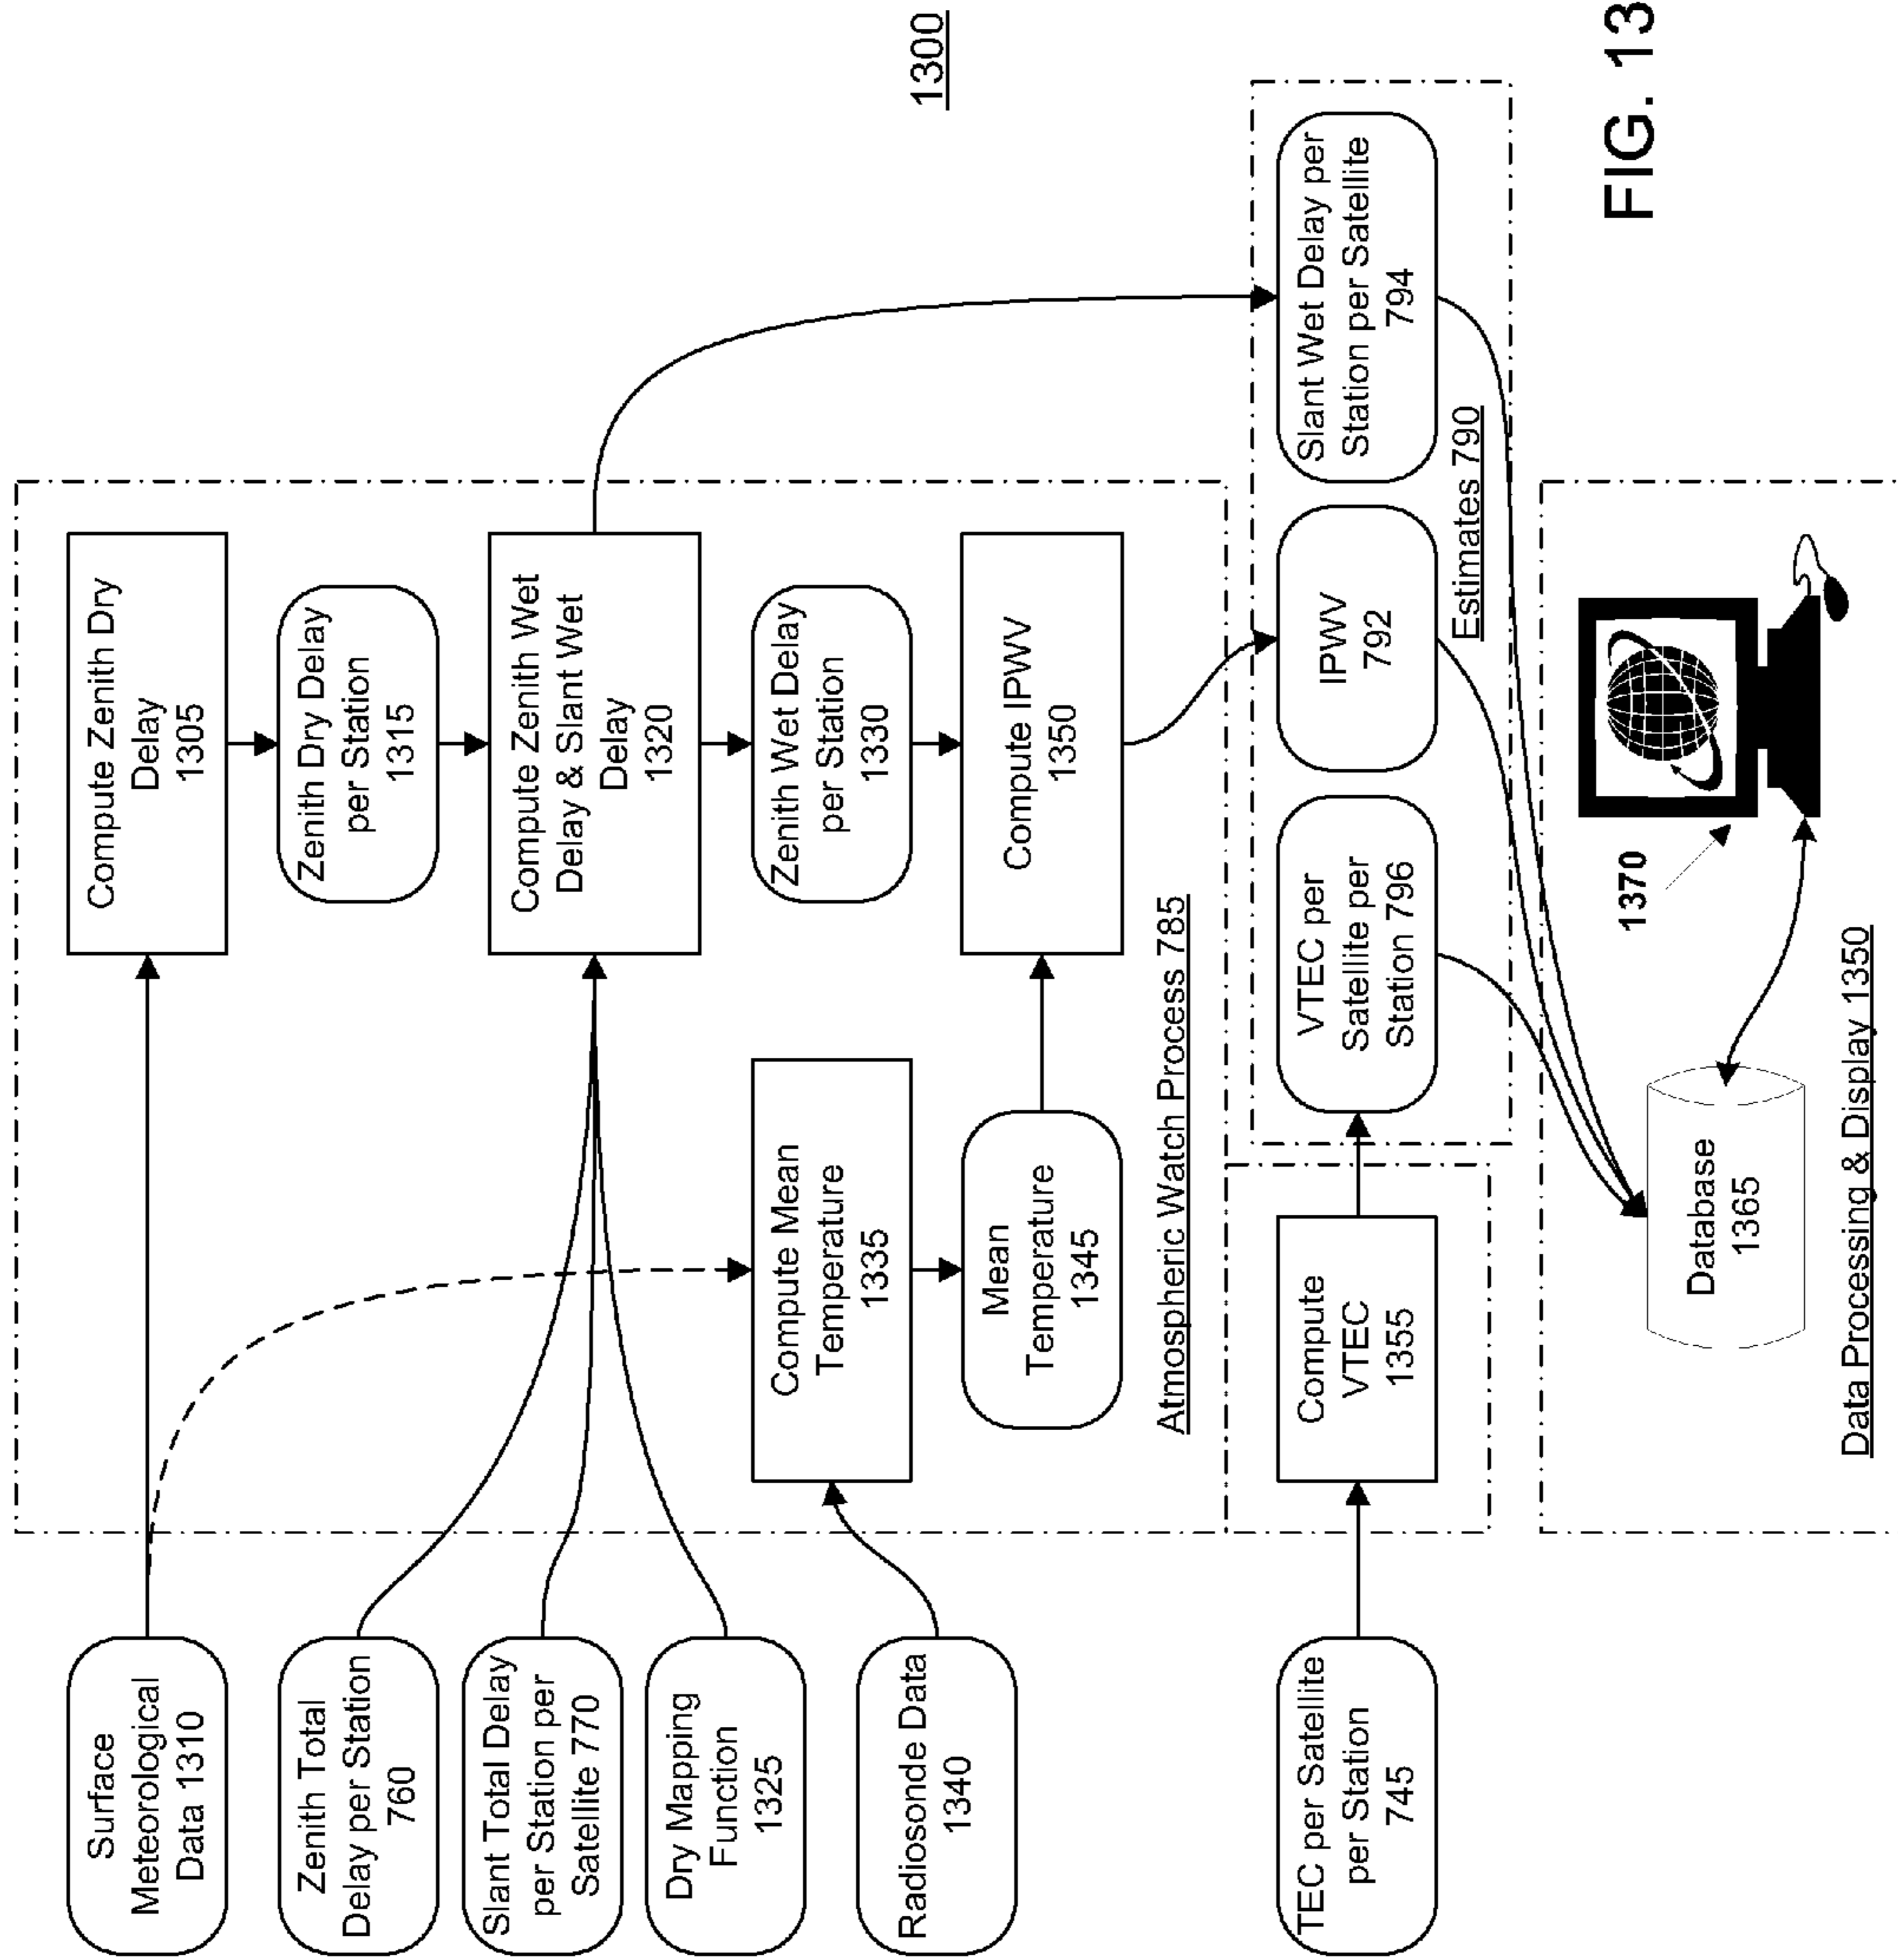 Surface
Meteorological
Data 1310
Zenith Total
Delay per Station
760
Slant Total Delay
per Station per
Satellite 770
Dry Mapping
Function
1325
Radiosonde Data
1340
TEC per Satellite
per Station
745
Compute Zenith Dry
Delay
1305
Zenith Dry Delay
per Station
1315
Compute Zenith Wet
Delay & Slant Wet
Delay
1320
Zenith Wet Delay
per Station
1330
Compute Mean
Temperature
1335
Mean
Temperature
1345
Compute IPWV
1350
Atmospheric Watch Process 785
Compute
VTEC
1355
VTEC per
Satellite per
Station 796
IPWV
792
Slant Wet Delay per
Station per Satellite
794
Estimates 790
Database
1365
1370
Data Processing & Display 1350
1300
FIG. 13